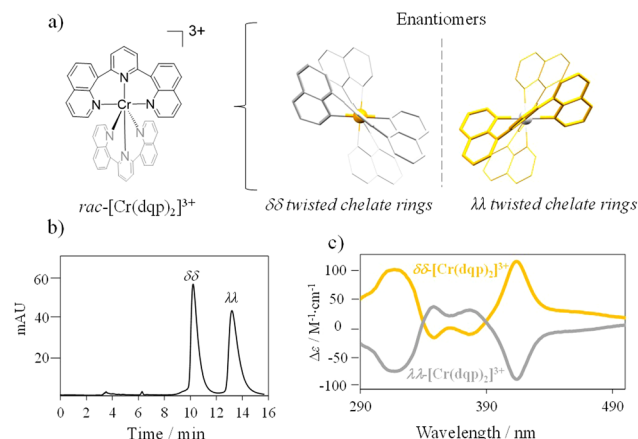 a)
3+
N
N
N
Cr
N
N
N
rac-[Cr(dqp)₂]³⁺
Enantiomers
δδ twisted chelate rings
λλ twisted chelate rings
b)
60
40
20
mAU
δδ
λλ
0 2 4 6 8 10 12 14 16
Time / min
c)
100
50
0
-50
-100
Δε / M⁻¹·cm⁻¹
δδ-[Cr(dqp)₂]³⁺
λλ-[Cr(dqp)₂]³⁺
290 390 490
Wavelength / nm